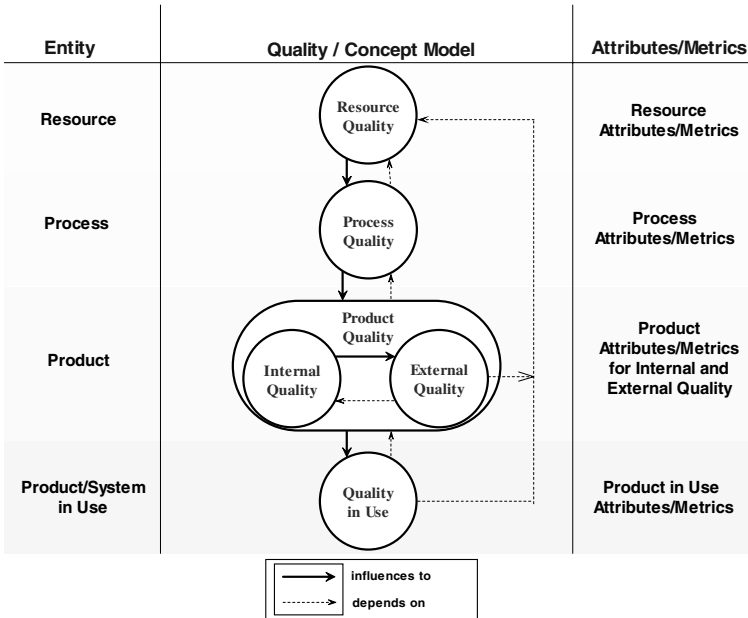 Entity
Quality / Concept Model
Attributes/Metrics
Resource
Resource
Quality
Resource
Attributes/Metrics
Process
Process
Quality
Process
Attributes/Metrics
Product
Product
Quality
Internal
Quality
External
Quality
Product
Attributes/Metrics
for Internal and
External Quality
Product/System
in Use
Quality
in Use
Product in Use
Attributes/Metrics
influences to
depends on